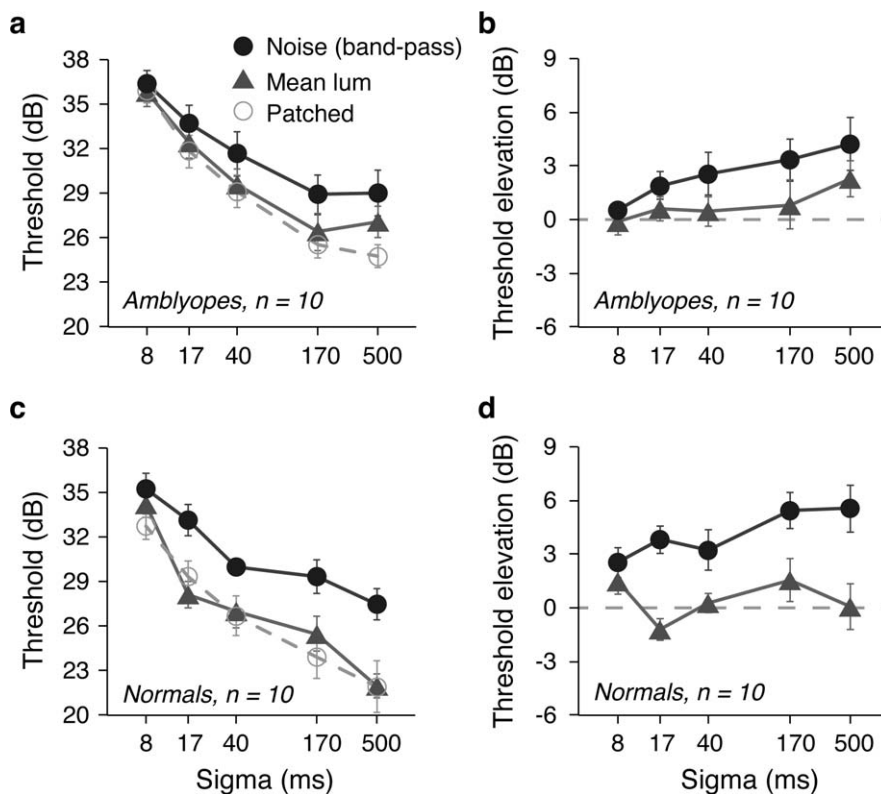 a
Noise (band-pass)
Mean lum
Patched
Threshold (dB)
38
35
32
29
26
23
20
Amblyopes, n = 10
8 17 40 170 500
b
Threshold elevation (dB)
9
6
3
0
-3
-6
Amblyopes, n = 10
8 17 40 170 500
c
Threshold (dB)
38
35
32
29
26
23
20
Normals, n = 10
8 17 40 170 500
Sigma (ms)
d
Threshold elevation (dB)
9
6
3
0
-3
-6
Normals, n = 10
8 17 40 170 500
Sigma (ms)